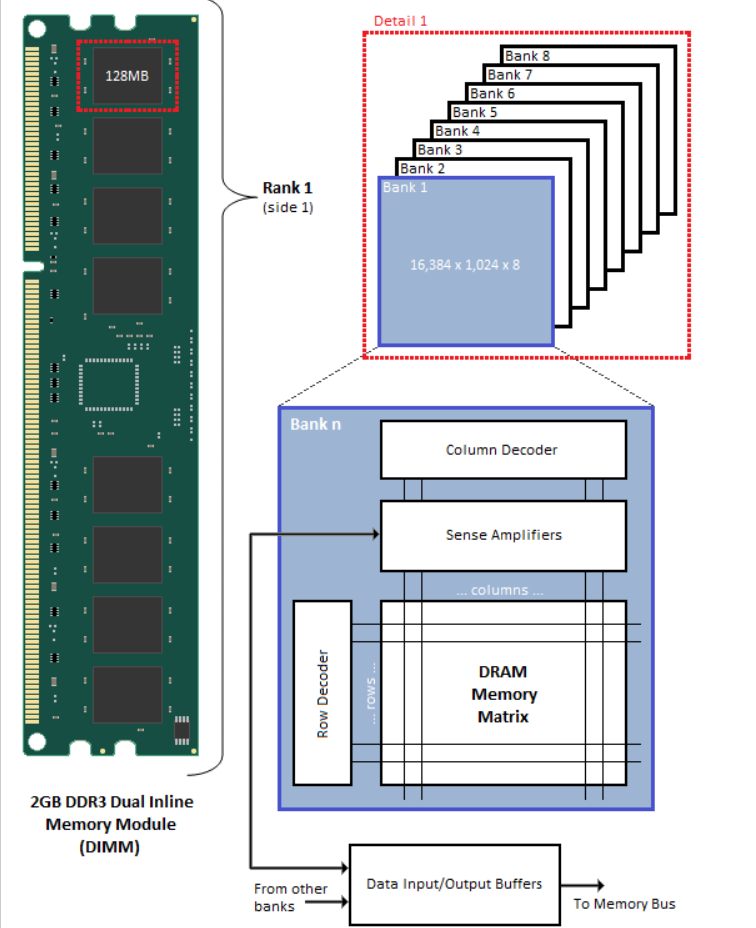 128MB
Rank 1
(side 1)
2GB DDR3 Dual Inline
Memory Module
(DIMM)
Detail 1
Bank 8
Bank 7
Bank 6
Bank 5
Bank 4
Bank 3
Bank 2
Bank 1
16,384 x 1,024 x 8
Bank n
Column Decoder
Sense Amplifiers
... columns ...
Row Decoder
... rows ...
DRAM
Memory
Matrix
Data Input/Output Buffers
From other
banks
To Memory Bus